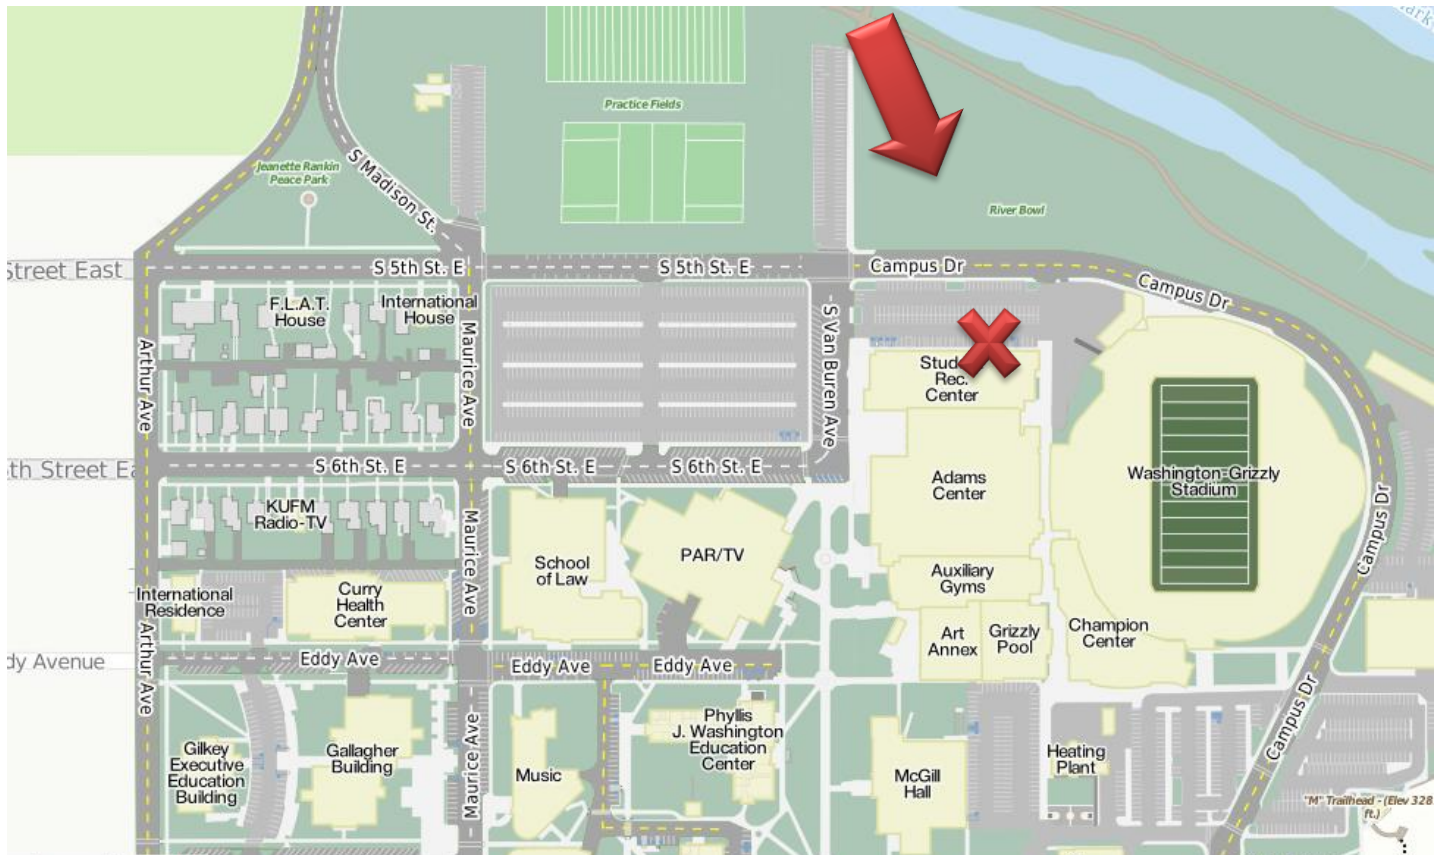 Practice Fields
Jeanette Rankin
Peace Park
S Madison St.
River Bowl
Street East
S 5th St. E
S 5th St. E
Campus Dr
Campus Dr
F.L.A.T.
House
International
House
Arthur Ave
Maurice Ave
S Van Buren Ave
Rec.
Center
Adams
Center
Washington-Grizzly
Stadium
Campus Dr
th Street Ea
S 6th St. E
S 6th St. E
S 6th St. E
KUFM
Radio-TV
Maurice Ave
School
of Law
PAR/TV
Auxiliary
Gyms
International
Residence
Curry
Health
Center
Art
Annex
Grizzly
Pool
Champion
Center
dy Avenue
Arthur Ave
Eddy Ave
Eddy Ave
Eddy Ave
Campus Dr
Gilkey
Executive
Education
Building
Gallagher
Building
Maurice Ave
Music
Phyllis
J. Washington
Education
Center
McGill
Hall
Heating
Plant
"M" Trailhead - (Elev 328
ft.)